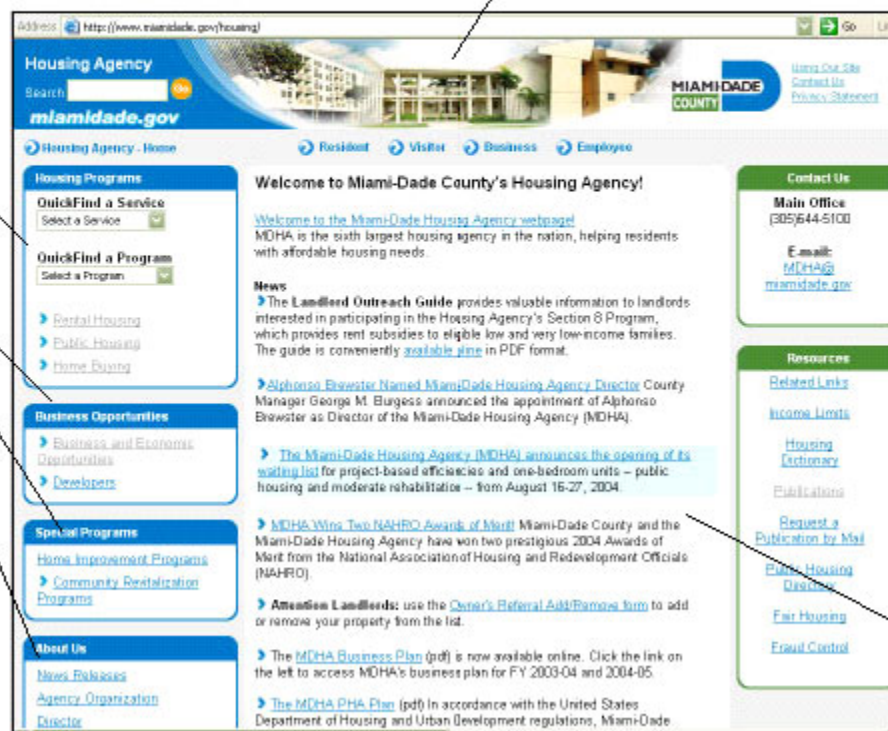 Address http://www.miamidade.gov/housing/ Go
Housing Agency
Search Go
miamidade.gov
MIAMI-DADE
COUNTY
Using Our Site
Contact Us
Privacy Statement
Housing Agency - Home
Resident Visitor Business Employee
Housing Programs
QuickFind a Service
Select a Service
QuickFind a Program
Select a Program
Rental Housing
Public Housing
Home Buying
Business Opportunities
Business and Economic
Opportunities
Developers
Special Programs
Home Improvement Programs
Community Revitalization
Programs
About Us
News Releases
Agency Organization
Director
Welcome to Miami-Dade County's Housing Agency!
Welcome to the Miami-Dade Housing Agency webpage!
MDHA is the sixth largest housing agency in the nation, helping residents
with affordable housing needs.
News
The Landlord Outreach Guide provides valuable information to landlords
interested in participating in the Housing Agency's Section 8 Program,
which provides rent subsidies to eligible low and very low-income families.
The guide is conveniently available in PDF format.
Alphonso Brewster Named Miami-Dade Housing Agency Director County
Manager George M. Burgess announced the appointment of Alphonso
Brewster as Director of the Miami-Dade Housing Agency (MDHA).
The Miami-Dade Housing Agency (MDHA) announces the opening of its
waiting list for project-based efficiencies and one-bedroom units – public
housing and moderate rehabilitation – from August 16-27, 2004.
MDHA Wins Two NAHRO Awards of Merit! Miami-Dade County and the
Miami-Dade Housing Agency have won two prestigious 2004 Awards of
Merit from the National Association of Housing and Redevelopment Officials
(NAHRO).
Attention Landlords: use the Owner's Referral Add/Remove form to add
or remove your property from the list.
The MDHA Business Plan (pdf) is now available online. Click the link on
the left to access MDHA's business plan for FY 2003-04 and 2004-05.
The MDHA PHA Plan (pdf) In accordance with the United States
Department of Housing and Urban Development regulations, Miami-Dade
Contact Us
Main Office
(305)644-5100
E-mail:
MDHA@
miamidade.gov
Resources
Related Links
Income Limits
Housing
Dictionary
Publications
Request a
Publication by Mail
Public Housing
Directory
Fair Housing
Fraud Control